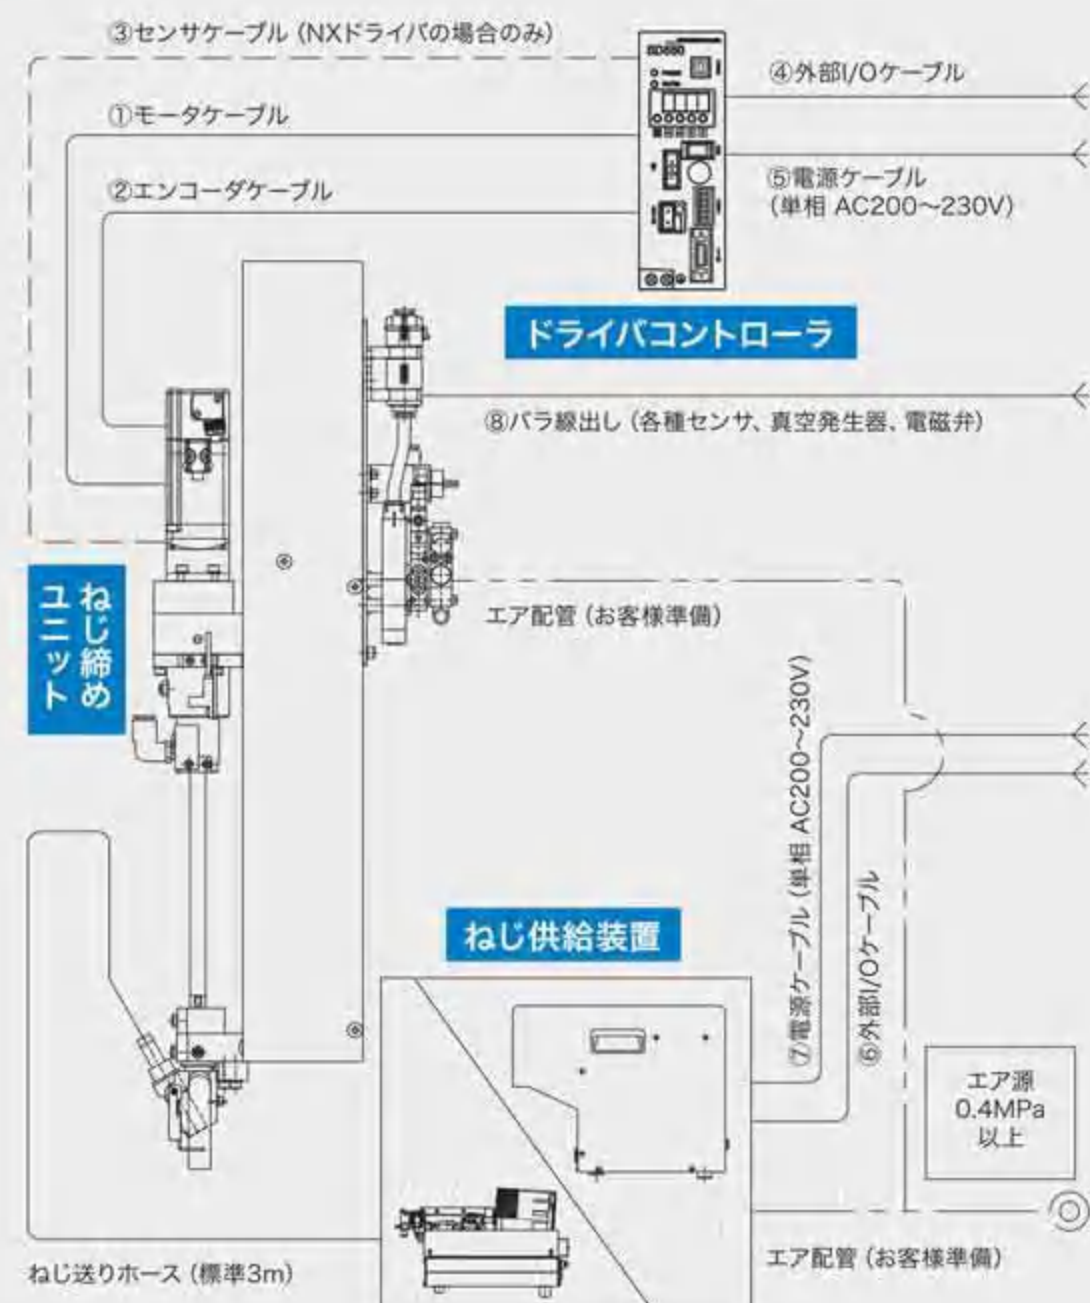 ③センサケーブル（NXドライバの場合のみ）
SD550
④外部I/Oケーブル
①モータケーブル
⑤電源ケーブル
（単相 AC200～230V）
②エンコーダケーブル
ドライバコントローラ
⑧バラ線出し（各種センサ、真空発生器、電磁弁）
ねじ締め
ユニット
エア配管（お客様準備）
⑦電源ケーブル（単相 AC200～230V）
⑥外部I/Oケーブル
ねじ供給装置
エア源
0.4MPa
以上
エア配管（お客様準備）
ねじ送りホース（標準3m）